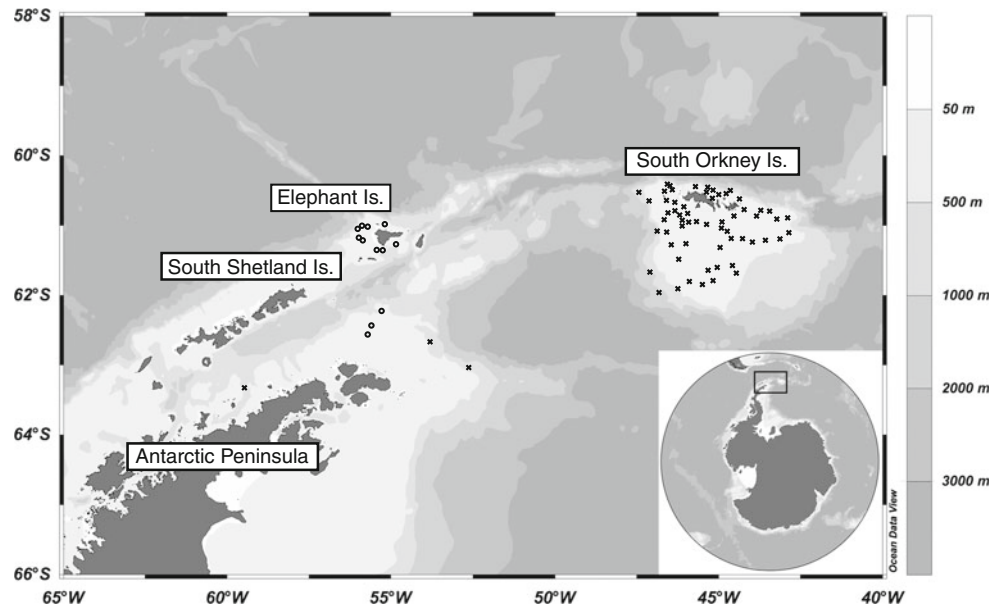 58°S
50 m
60°S
South Orkney Is.
Elephant Is.
500 m
South Shetland Is.
62°S
1000 m
2000 m
64°S
Antarctic Peninsula
3000 m
Ocean Data View
66°S
65°W
60°W
55°W
50°W
45°W
40°W